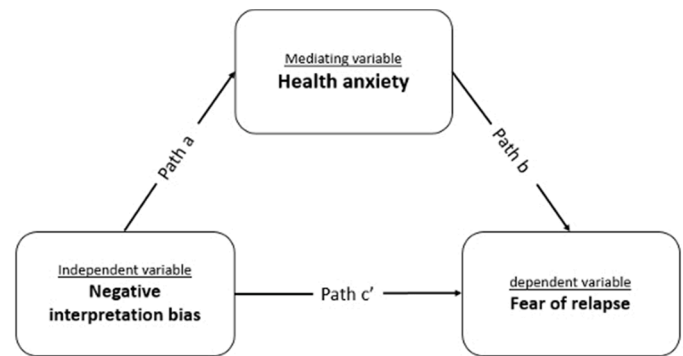 Mediating variable
Health anxiety
Path a
Path b
Independent variable
Negative
interpretation bias
Path c’
dependent variable
Fear of relapse